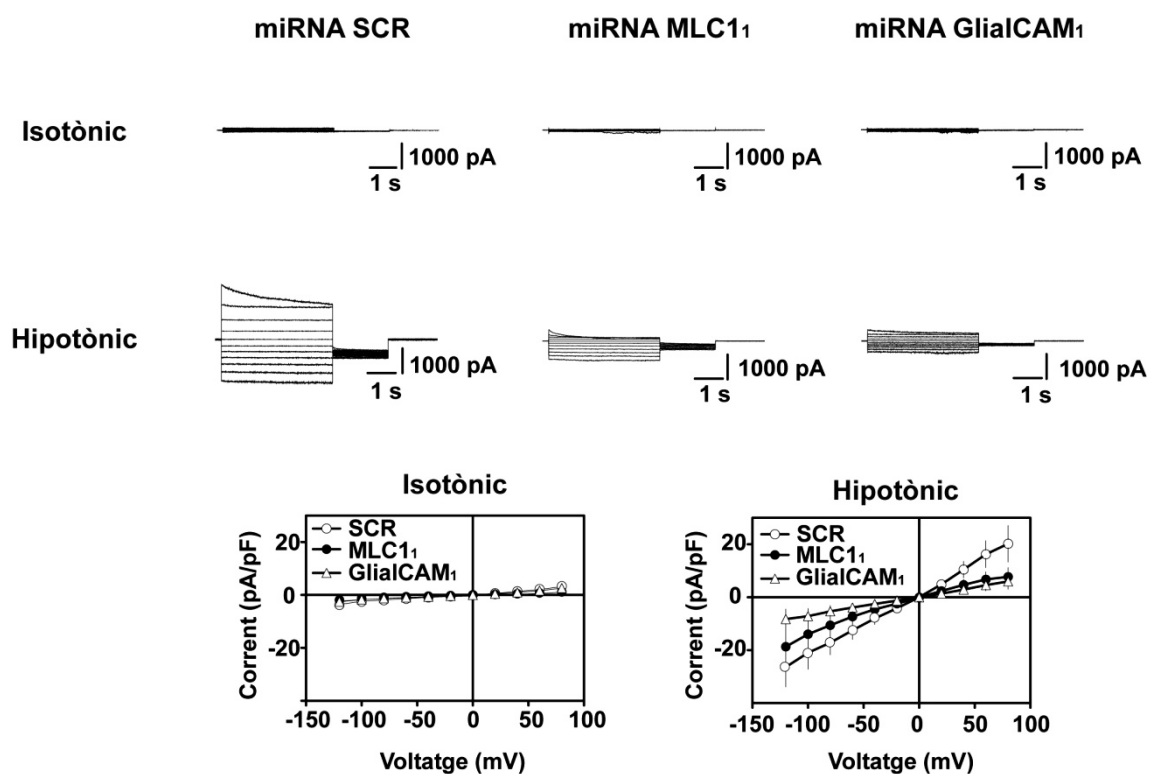 miRNA SCR miRNA MLC1₁ miRNA GlialCAM₁
Isotònic
1000 pA 1000 pA 1000 pA
1 s 1 s 1 s
Hipotònic
1000 pA 1000 pA 1000 pA
1 s 1 s 1 s
Isotònic
Corrent (pA/pF)
20
0
-20
SCR
MLC1₁
GlialCAM₁
-150 -100 -50 0 50 100
Voltatge (mV)
Hipotònic
Corrent (pA/pF)
20
0
-20
SCR
MLC1₁
GlialCAM₁
-150 -100 -50 0 50 100
Voltatge (mV)